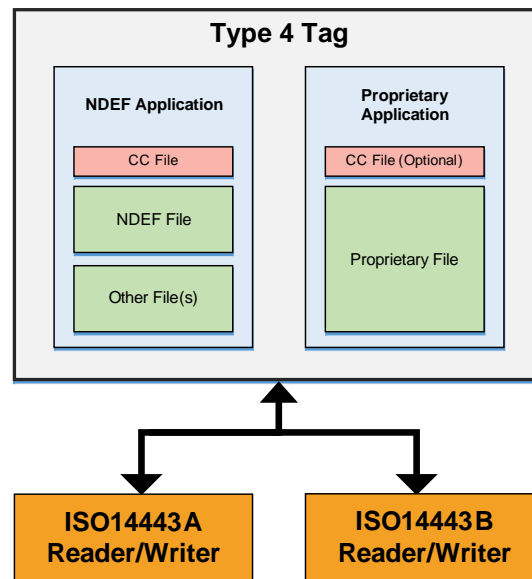 Type 4 Tag
NDEF Application
CC File
NDEF File
Other File(s)
Proprietary
Application
CC File (Optional)
Proprietary File
ISO14443A
Reader/Writer
ISO14443B
Reader/Writer